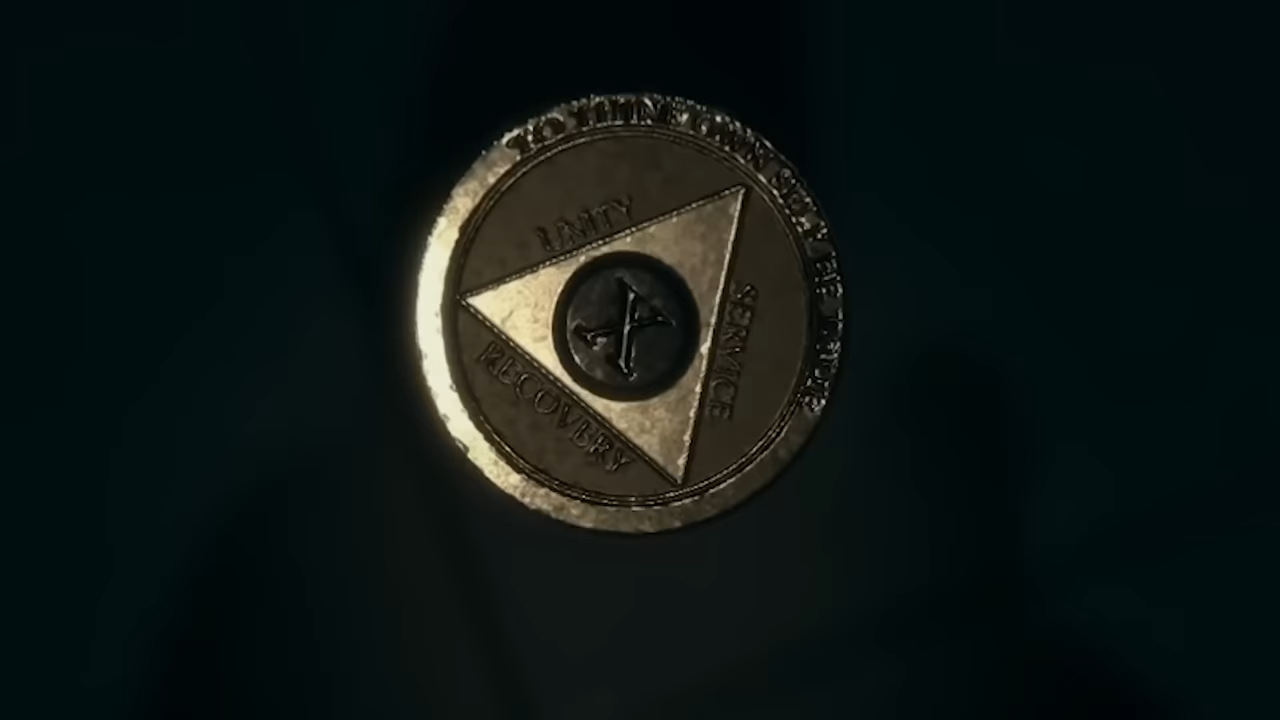 TO THINE OWN SELF BE TRUE
UNITY
SERVICE
RECOVERY
X